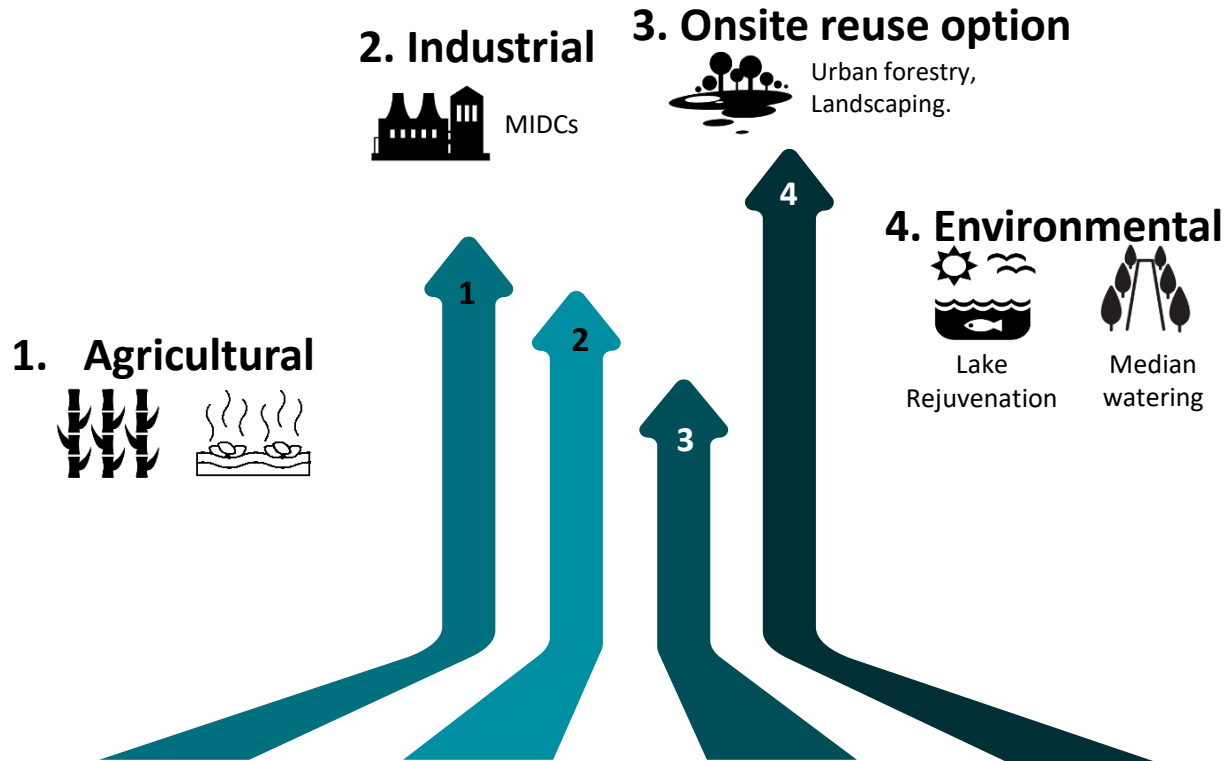 3. Onsite reuse option
2. Industrial
Urban forestry,
Landscaping.
MIDCs
4
4. Environmental
1
2
1. Agricultural
Lake
Rejuvenation
Median
watering
3